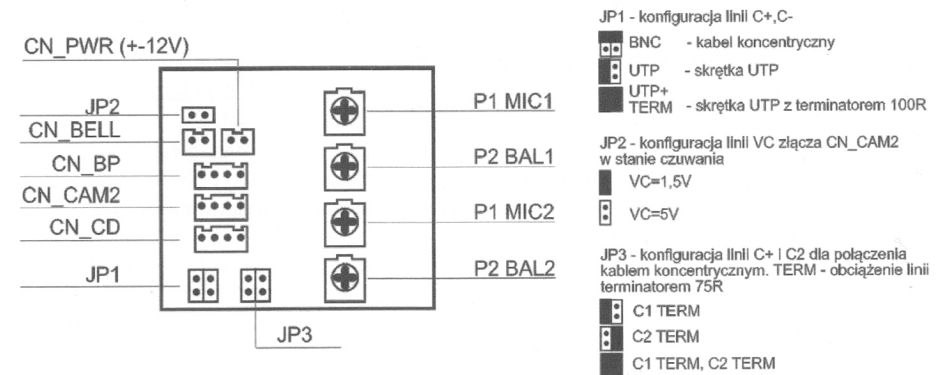 CN_PWR (+-12V)
JP2
CN_BELL
CN_BP
CN_CAM2
CN_CD
JP1
JP3
P1 MIC1
P2 BAL1
P1 MIC2
P2 BAL2
JP1 - konfiguracja linii C+,C-
BNC - kabel koncentryczny
UTP - skrętka UTP
UTP+
TERM - skrętka UTP z terminatorem 100R
JP2 - konfiguracja linii VC złącza CN_CAM2
w stanie czuwania
VC=1,5V
VC=5V
JP3 - konfiguracja linii C+ i C2 dla połączenia
kablem koncentrycznym. TERM - obciążenie linii
terminatorem 75R
C1 TERM
C2 TERM
C1 TERM, C2 TERM